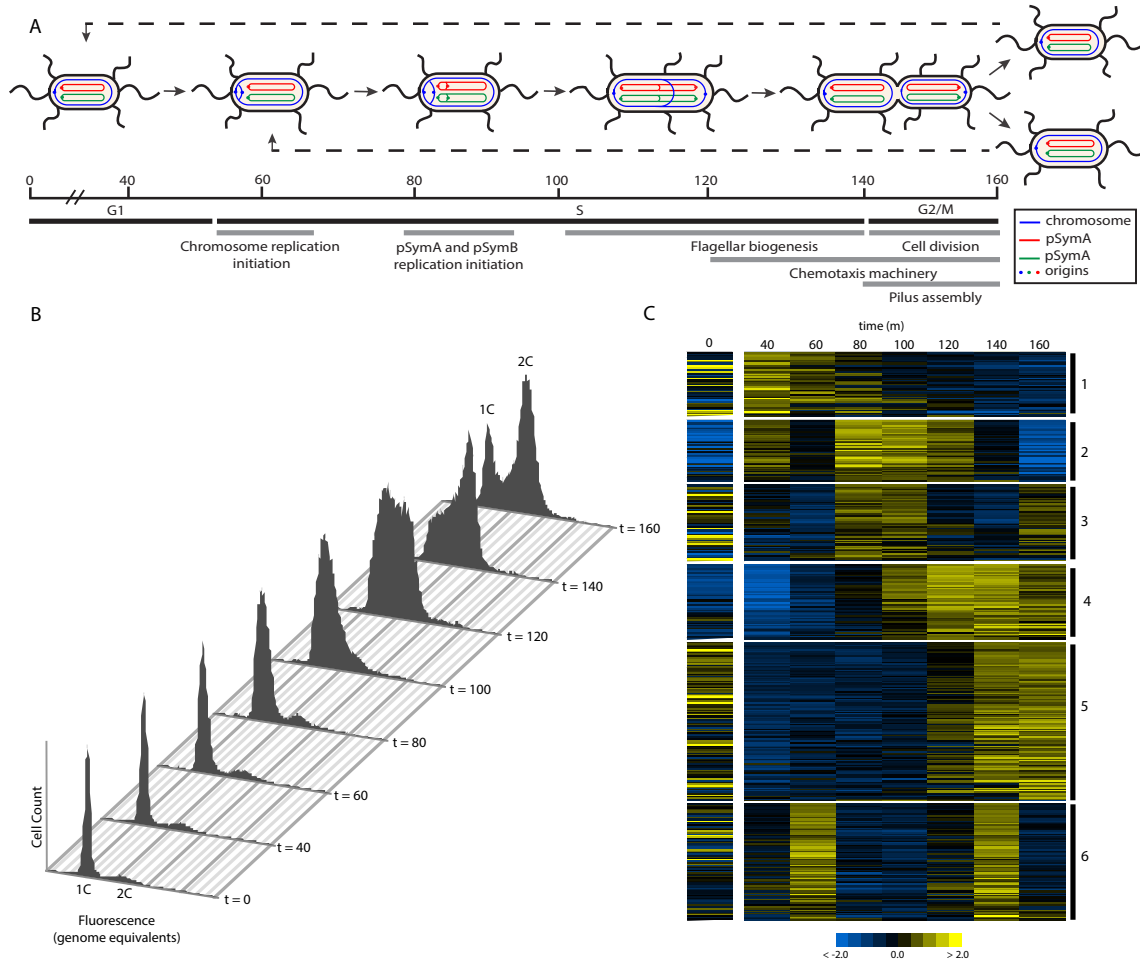 A
0 40 60 80 100 120 140 160
G1 S G2/M
Chromosome replication
initiation
pSymA and pSymB
replication initiation
Flagellar biogenesis
Cell division
Chemotaxis machinery
Pilus assembly
chromosome
pSymA
pSymA
origins
B
2C
1C
t = 160
t = 140
t = 120
t = 100
t = 80
t = 60
t = 40
t = 0
Cell Count
1C 2C
Fluorescence
(genome equivalents)
C
time (m)
0 40 60 80 100 120 140 160
1
2
3
4
5
6
< -2.0 0.0 > 2.0